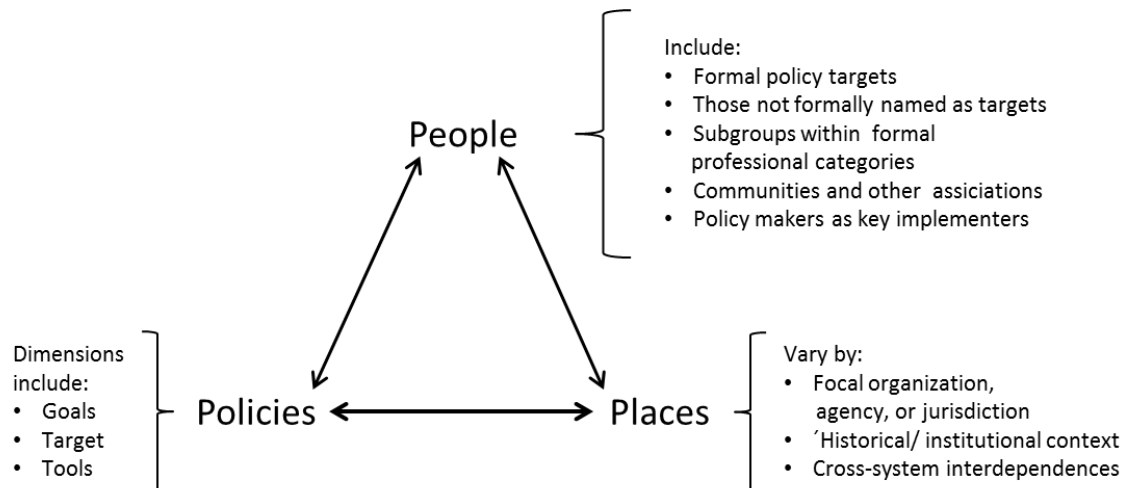 Include:
• Formal policy targets
• Those not formally named as targets
• Subgroups within formal
professional categories
• Communities and other assiciations
• Policy makers as key implementers
People
Dimensions
include:
• Goals
• Target
• Tools
Policies
Places
Vary by:
• Focal organization,
agency, or jurisdiction
• ´Historical/ institutional context
• Cross-system interdependences